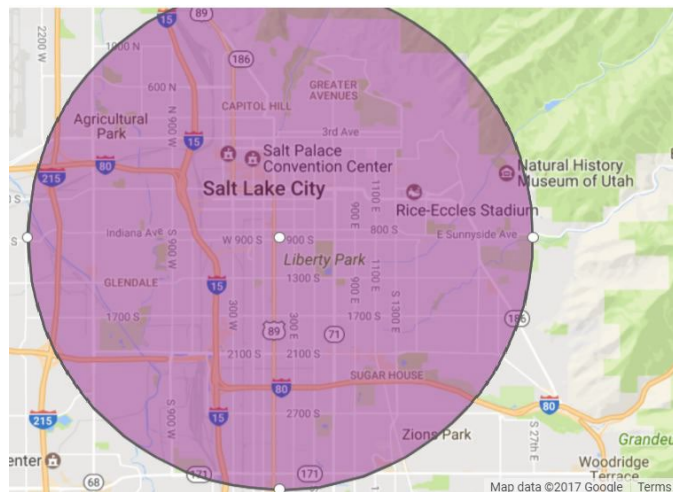 89
15
2200 W
1000 N
186
GREATER
AVENUES
600 N
CAPITOL HILL
N 900 W
Agricultural
Park
3rd Ave
15
Salt Palace
Convention Center
80
215
Natural History
Museum of Utah
Salt Lake City
1100 E
900 E
Rice-Eccles Stadium
800 S
Indiana Ave
S 900 W
W 900 S
900 S
E Sunnyside Ave
Liberty Park
1300 S
1100 E
GLENDALE
15
900 E
S 1300 E
1700 S
300 W
300 E
1700 S
186
89
71
2100 S
2100 S
SUGAR HOUSE
80
80
215
S 900 W
15
2700 S
S 27th E
Zions Park
Grandeu
enter
68
171
171
Woodridge
Terrace
Map data ©2017 Google
Terms